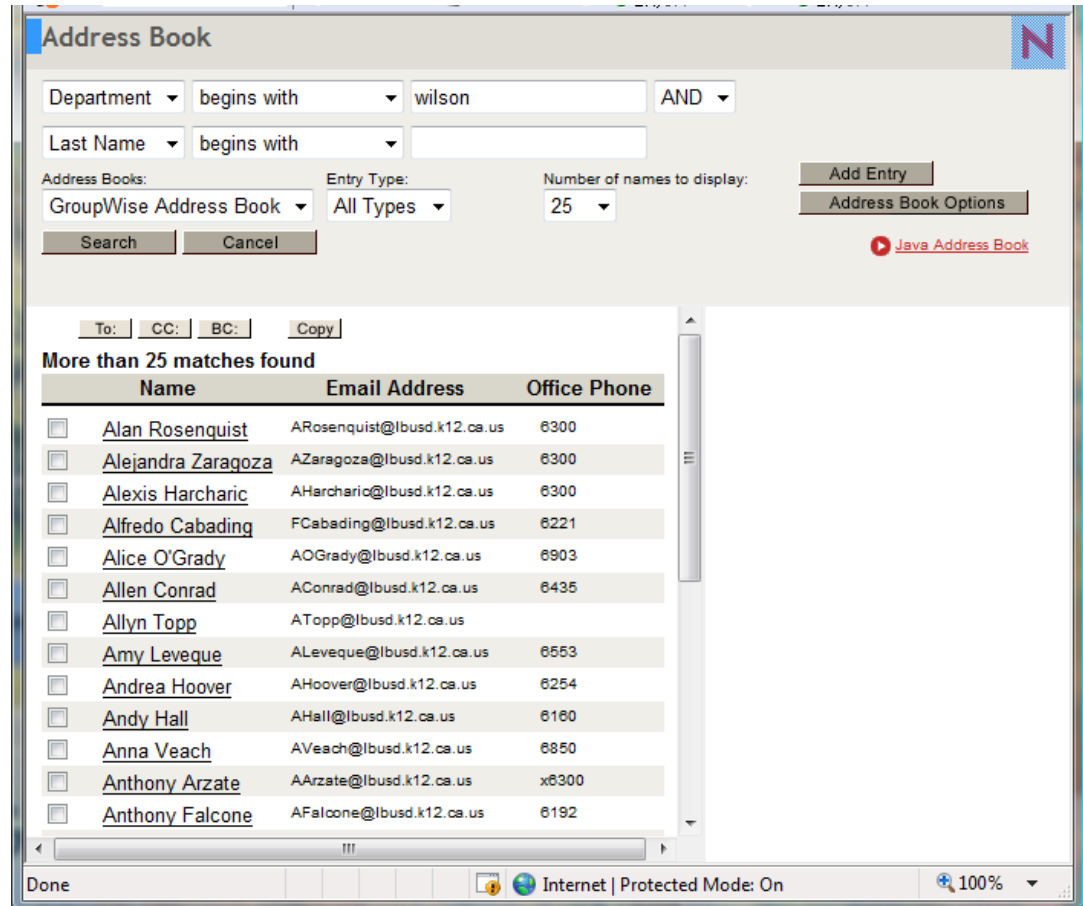 Address Book
N
Department begins with wilson AND
Last Name begins with
Address Books: Entry Type: Number of names to display:
Add Entry
GroupWise Address Book All Types 25 Address Book Options
Search Cancel Java Address Book
To: CC: BC: Copy
More than 25 matches found
Name Email Address Office Phone
Alan Rosenquist ARosenquist@lbusd.k12.ca.us 6300
Alejandra Zaragoza AZaragoza@lbusd.k12.ca.us 6300
Alexis Harcharic AHarcharic@lbusd.k12.ca.us 6300
Alfredo Cabading FCabading@lbusd.k12.ca.us 6221
Alice O'Grady AOGrady@lbusd.k12.ca.us 6903
Allen Conrad AConrad@lbusd.k12.ca.us 6435
Allyn Topp ATopp@lbusd.k12.ca.us
Amy Leveque ALeveque@lbusd.k12.ca.us 6553
Andrea Hoover AHoover@lbusd.k12.ca.us 6254
Andy Hall AHall@lbusd.k12.ca.us 6160
Anna Veach AVeach@lbusd.k12.ca.us 6850
Anthony Arzate AArzate@lbusd.k12.ca.us x6300
Anthony Falcone AFalcone@lbusd.k12.ca.us 6192
Done Internet | Protected Mode: On 100%